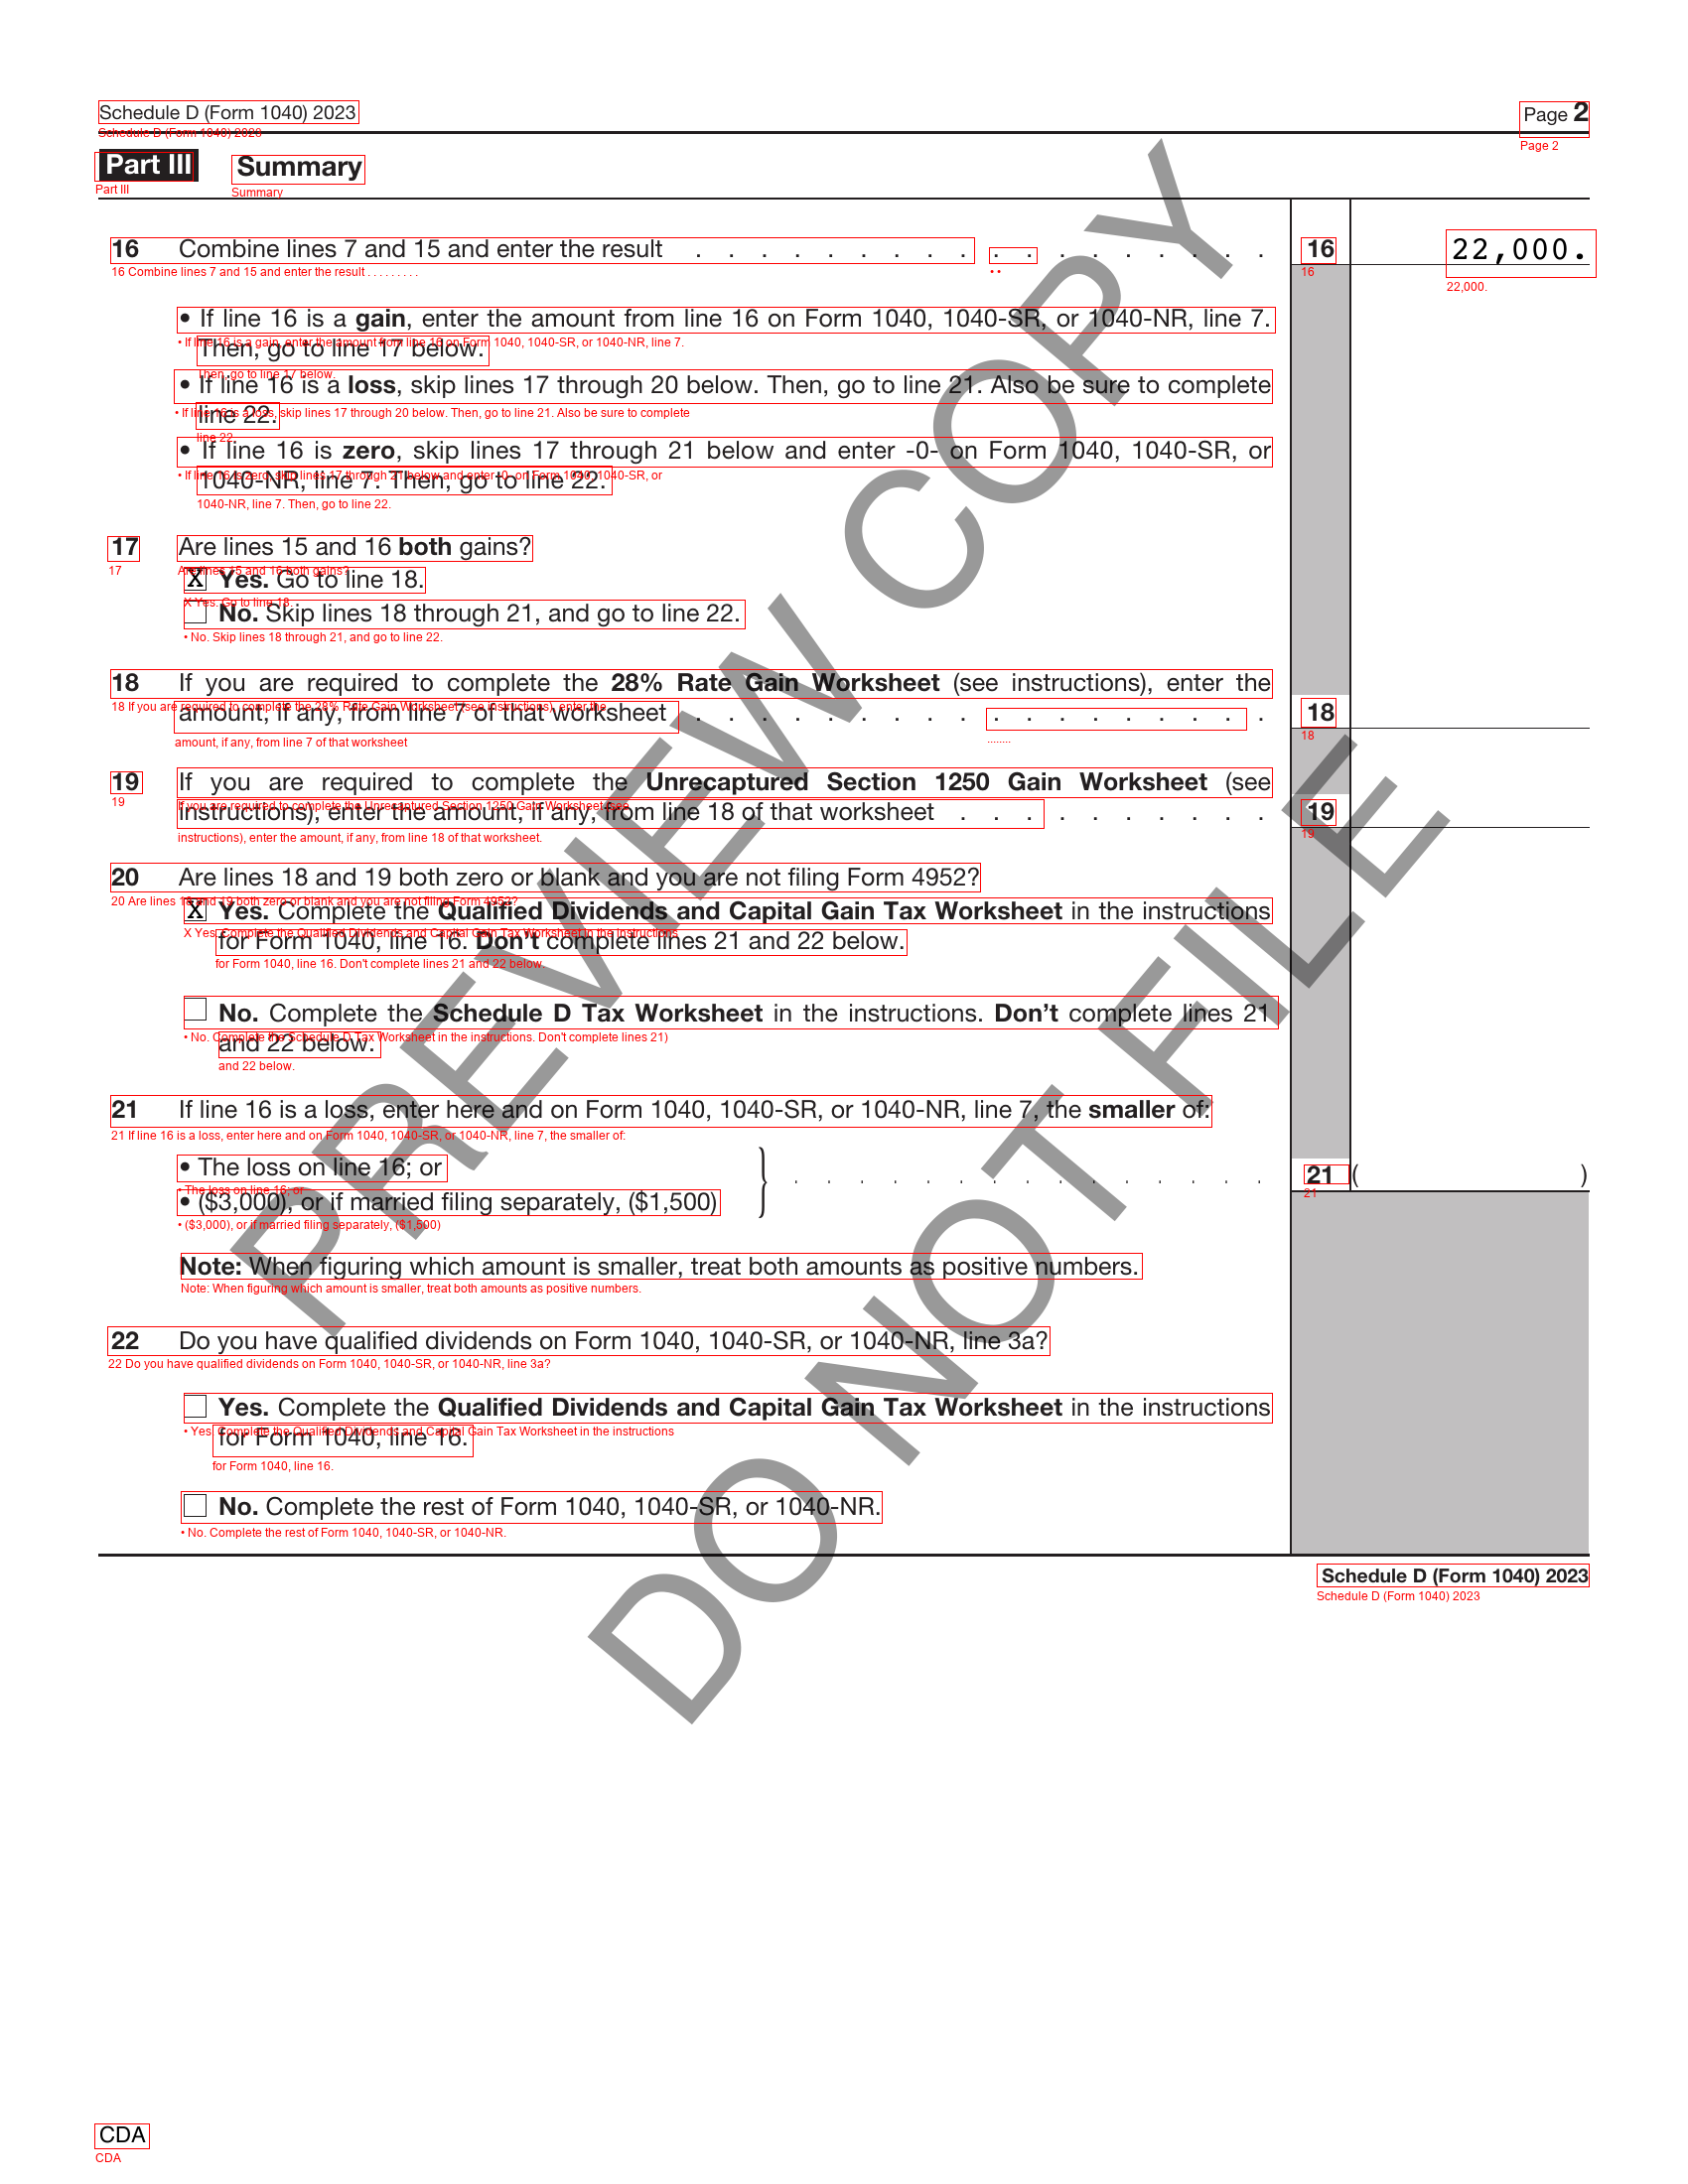 Schedule D (Form 1040) 2023 Page 2
Schedule D (Form 1040) 2023
Page 2
Part III Summary
Part III
Summary
16 Combine lines 7 and 15 and enter the result . . . . . . . . . . . . . . . . . . 16 22,000.
16 Combine lines 7 and 15 and enter the result . . . . . . . . .
• •
16
22,000.
• If line 16 is a gain, enter the amount from line 16 on Form 1040, 1040-SR, or 1040-NR, line 7.
• If line 16 is a gain, enter the amount from line 16 on Form 1040, 1040-SR, or 1040-NR, line 7.
Then, go to line 17 below.
Then, go to line 17 below.
• If line 16 is a loss, skip lines 17 through 20 below. Then, go to line 21. Also be sure to complete
• If line 16 is a loss, skip lines 17 through 20 below. Then, go to line 21. Also be sure to complete
line 22.
line 22.
• If line 16 is zero, skip lines 17 through 21 below and enter -0- on Form 1040, 1040-SR, or
• If line 16 is zero, skip lines 17 through 21 below and enter -0- on Form 1040, 1040-SR, or
1040-NR, line 7. Then, go to line 22.
1040-NR, line 7. Then, go to line 22.
17 Are lines 15 and 16 both gains?
17 Are lines 15 and 16 both gains?
X Yes. Go to line 18.
X Yes. Go to line 18.
No. Skip lines 18 through 21, and go to line 22.
• No. Skip lines 18 through 21, and go to line 22.
18 If you are required to complete the 28% Rate Gain Worksheet (see instructions), enter the
18 If you are required to complete the 28% Rate Gain Worksheet (see instructions), enter the
amount, if any, from line 7 of that worksheet . . . . . . . . . . . . . . . . . . 18
amount, if any, from line 7 of that worksheet
........
18
19 If you are required to complete the Unrecaptured Section 1250 Gain Worksheet (see
19 If you are required to complete the Unrecaptured Section 1250 Gain Worksheet (see
instructions), enter the amount, if any, from line 18 of that worksheet . . . . . . . . . . 19
instructions), enter the amount, if any, from line 18 of that worksheet.
19
20 Are lines 18 and 19 both zero or blank and you are not filing Form 4952?
20 Are lines 18 and 19 both zero or blank and you are not filing Form 4952?
X Yes. Complete the Qualified Dividends and Capital Gain Tax Worksheet in the instructions
X Yes. Complete the Qualified Dividends and Capital Gain Tax Worksheet in the instructions
for Form 1040, line 16. Don't complete lines 21 and 22 below.
for Form 1040, line 16. Don't complete lines 21 and 22 below.
No. Complete the Schedule D Tax Worksheet in the instructions. Don't complete lines 21
• No. Complete the Schedule D Tax Worksheet in the instructions. Don't complete lines 21)
and 22 below.
and 22 below.
21 If line 16 is a loss, enter here and on Form 1040, 1040-SR, or 1040-NR, line 7, the smaller of:
21 If line 16 is a loss, enter here and on Form 1040, 1040-SR, or 1040-NR, line 7, the smaller of:
• The loss on line 16; or
• The loss on line 16; or
} . . . . . . . . . . . . . . . 21 ( )
21
• ($3,000), or if married filing separately, ($1,500)
• ($3,000), or if married filing separately, ($1,500)
Note: When figuring which amount is smaller, treat both amounts as positive numbers.
Note: When figuring which amount is smaller, treat both amounts as positive numbers.
22 Do you have qualified dividends on Form 1040, 1040-SR, or 1040-NR, line 3a?
22 Do you have qualified dividends on Form 1040, 1040-SR, or 1040-NR, line 3a?
Yes. Complete the Qualified Dividends and Capital Gain Tax Worksheet in the instructions
• Yes. Complete the Qualified Dividends and Capital Gain Tax Worksheet in the instructions
for Form 1040, line 16.
for Form 1040, line 16.
No. Complete the rest of Form 1040, 1040-SR, or 1040-NR.
• No. Complete the rest of Form 1040, 1040-SR, or 1040-NR.
Schedule D (Form 1040) 2023
Schedule D (Form 1040) 2023
PREVIEW COPY
DO NOT FILE
CDA
CDA